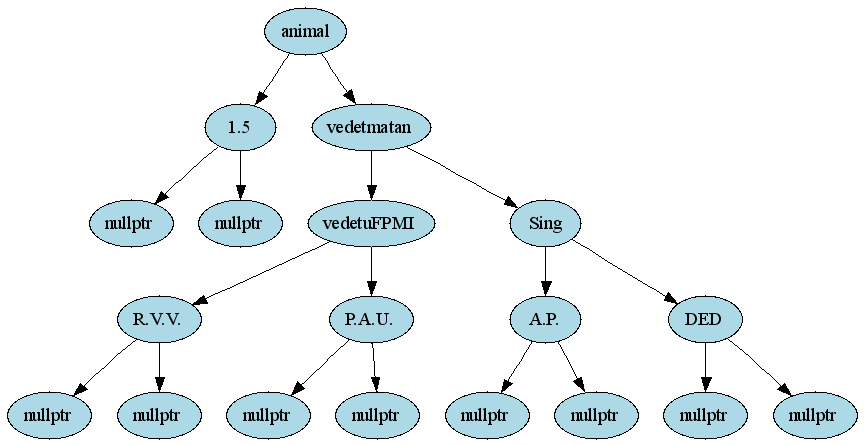 animal
1.5
vedetmatan
nullptr
nullptr
vedetuFPMI
Sing
R.V.V.
P.A.U.
A.P.
DED
nullptr
nullptr
nullptr
nullptr
nullptr
nullptr
nullptr
nullptr